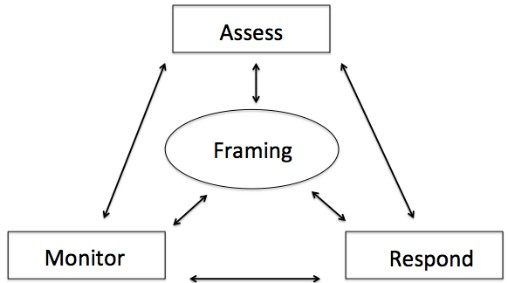 Assess
Framing
Monitor
Respond